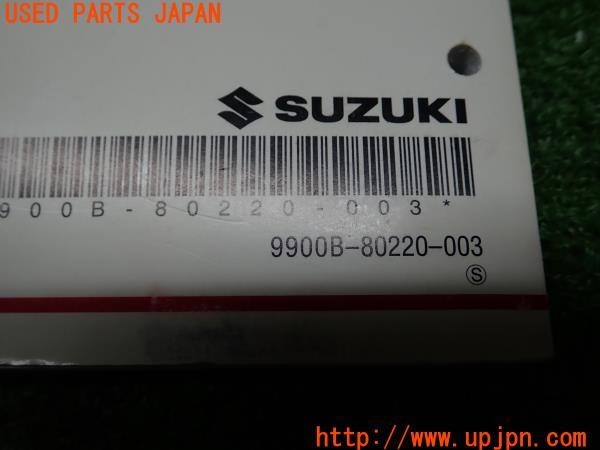 USED PARTS JAPAN
SUZUKI
900B-80220-003*
9900B-80220-003
S
http://www.upjpn.com